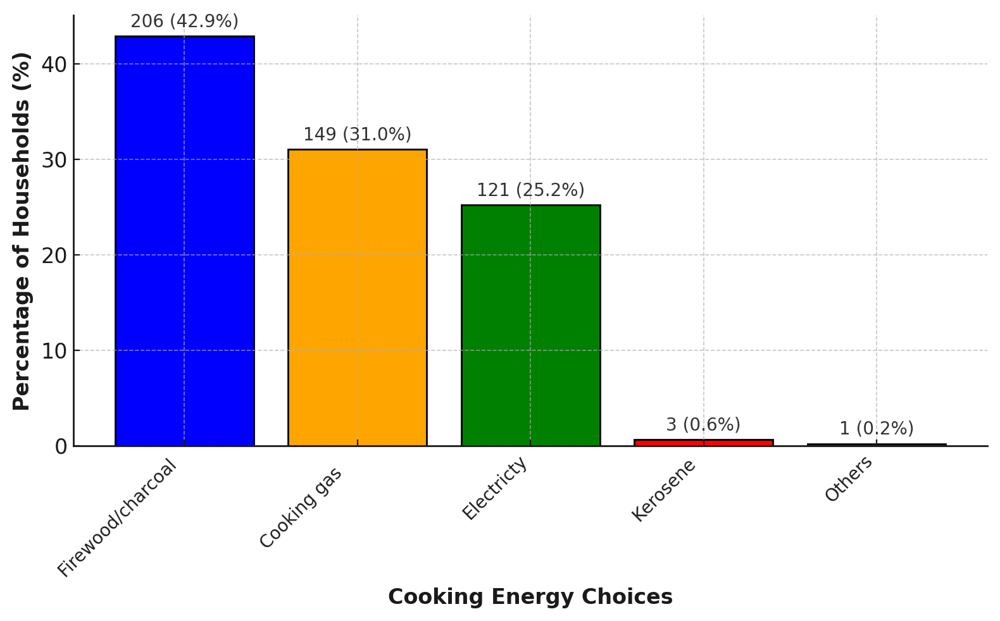 206 (42.9%)
149 (31.0%)
121 (25.2%)
3 (0.6%)
1 (0.2%)
Percentage of Households (%)
40
30
20
10
0
Firewood/charcoal
Cooking gas
Electricty
Kerosene
Others
Cooking Energy Choices